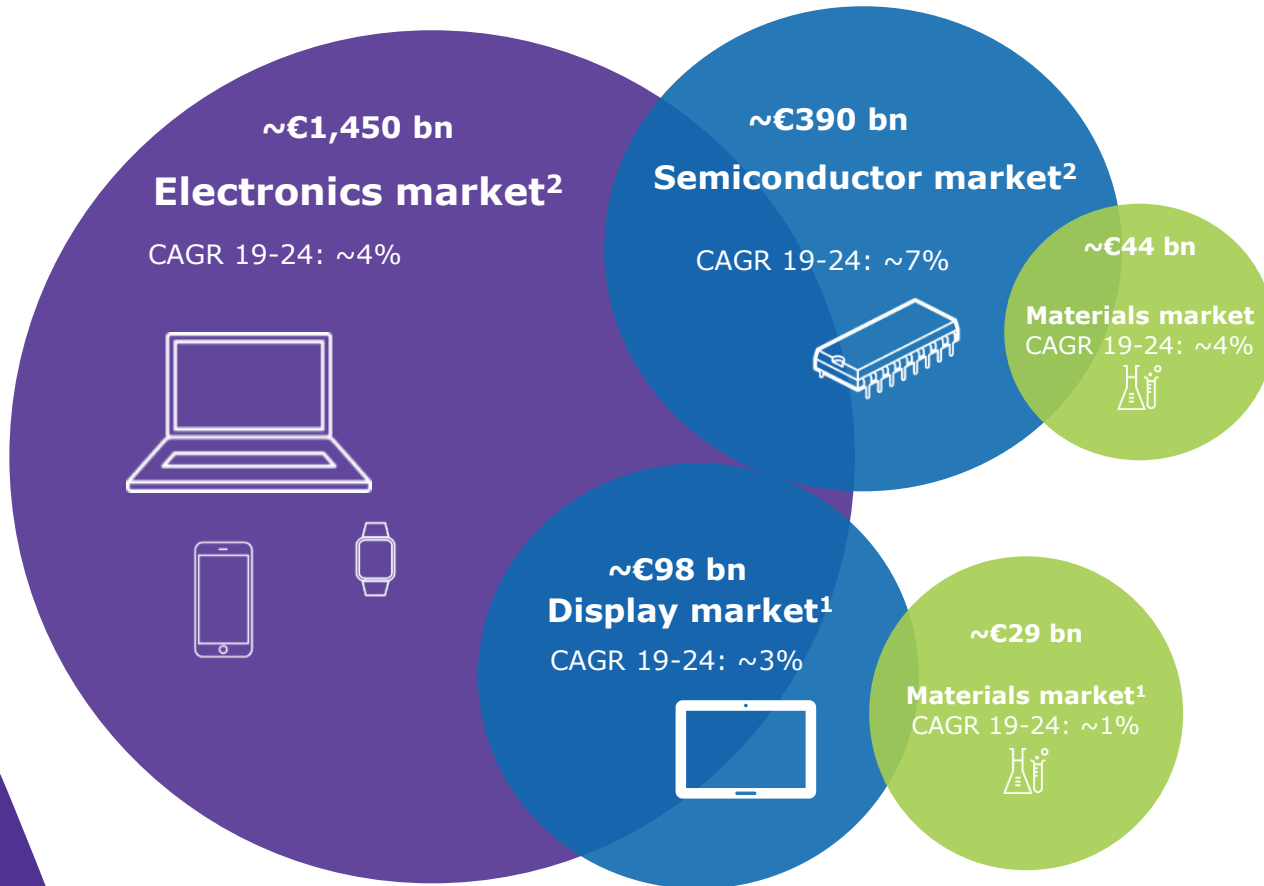 ~€1,450 bn
Electronics market²
CAGR 19-24: ~4%
~€390 bn
Semiconductor market²
CAGR 19-24: ~7%
~€44 bn
Materials market
CAGR 19-24: ~4%
~€98 bn
Display market¹
CAGR 19-24: ~3%
~€29 bn
Materials market¹
CAGR 19-24: ~1%